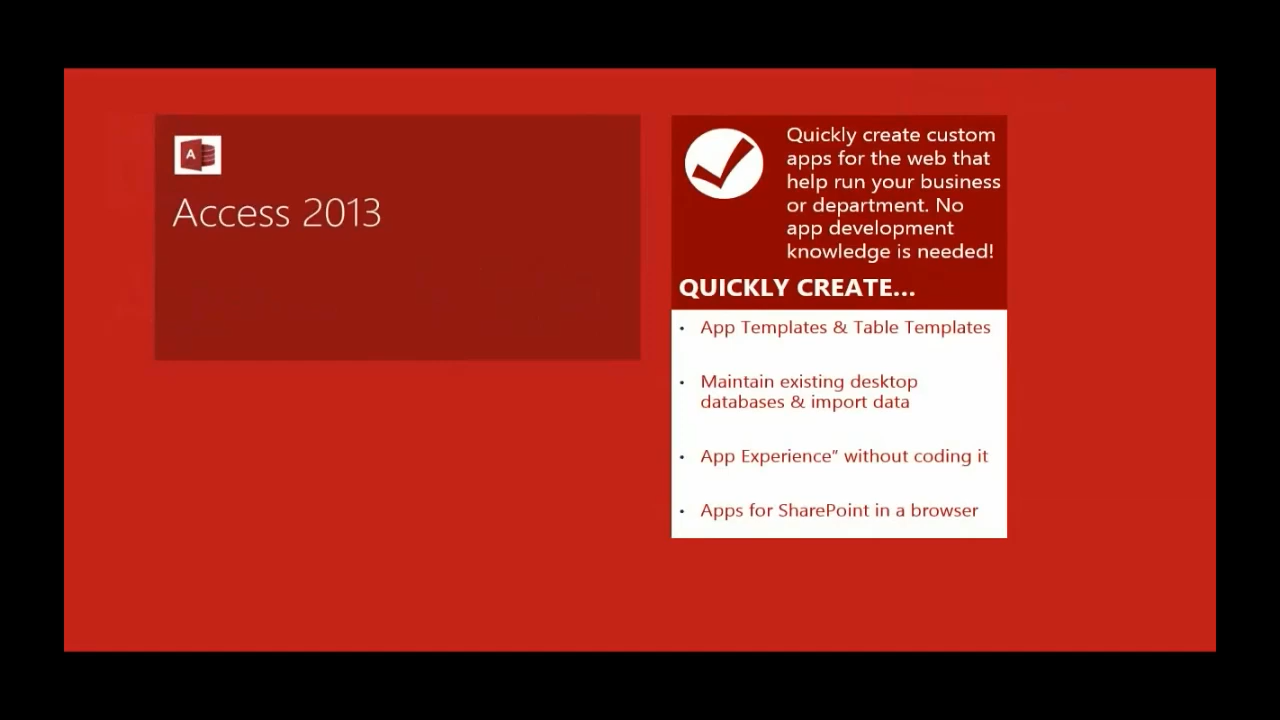 A
Access 2013
Quickly create custom
apps for the web that
help run your business
or department. No
app development
knowledge is needed!
QUICKLY CREATE...
• App Templates & Table Templates
• Maintain existing desktop
databases & import data
• App Experience” without coding it
• Apps for SharePoint in a browser